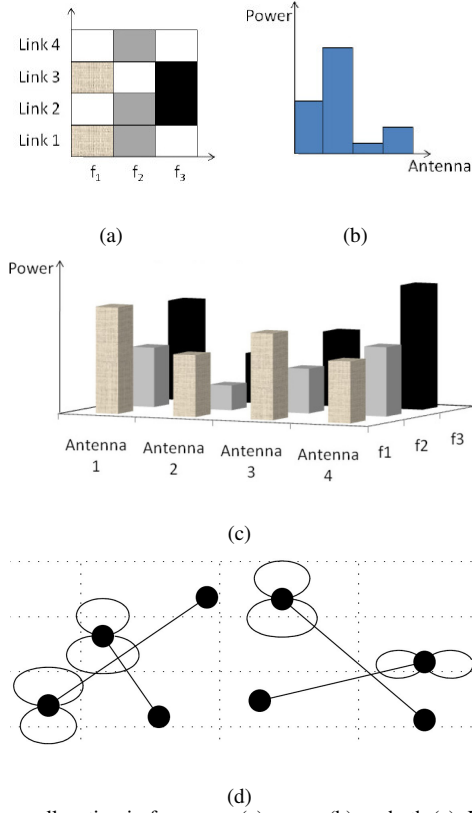 Link 4
Link 3
Link 2
Link 1
f1 f2 f3
(a)
Power
Antenna
(b)
Power
Antenna 1
Antenna 2
Antenna 3
Antenna 4
f1
f2
f3
(c)
(d)